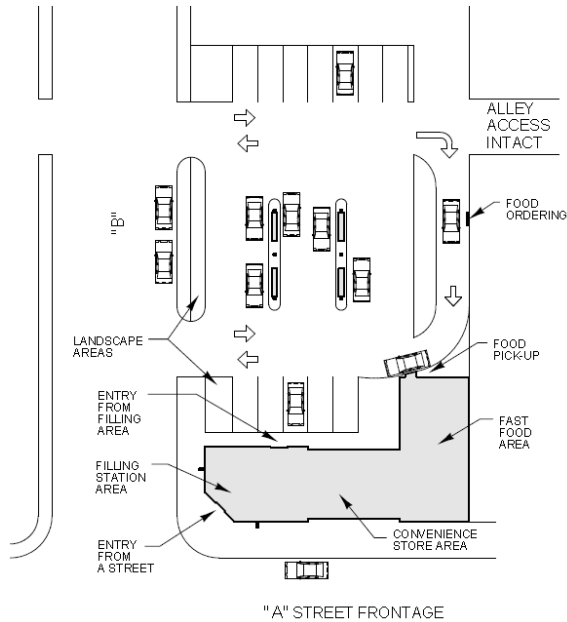 ALLEY
ACCESS
INTACT
FOOD
ORDERING
"B"
LANDSCAPE
AREAS
FOOD
PICK-UP
ENTRY
FROM
FILLING
AREA
FAST
FOOD
AREA
FILLING
STATION
AREA
ENTRY
FROM
A STREET
CONVENIENCE
STORE AREA
"A" STREET FRONTAGE